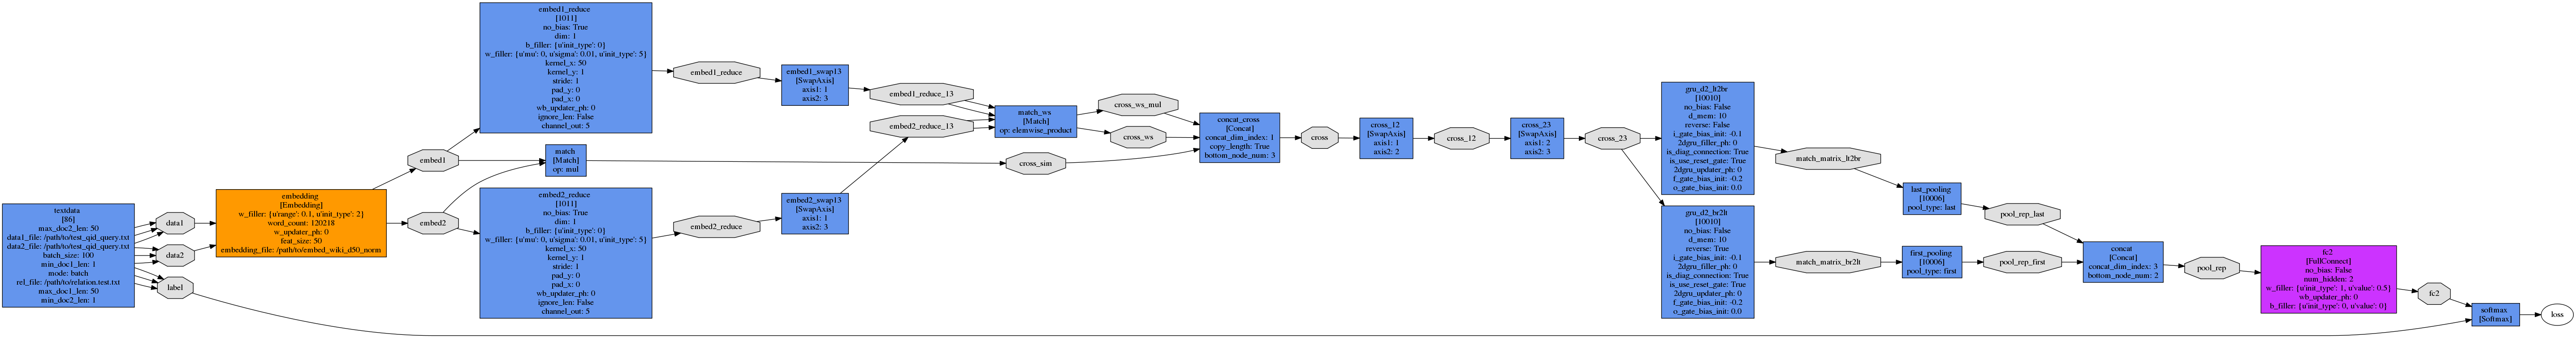 textdata
[86]
max_doc2_len: 50
data1_file: /path/to/test_qid_query.txt
data2_file: /path/to/test_qid_query.txt
batch_size: 100
min_doc1_len: 1
mode: batch
rel_file: /path/to/relation.test.txt
max_doc1_len: 50
min_doc2_len: 1
data1
data2
label
embedding
[Embedding]
w_filler: {u'range': 0.1, u'init_type': 2}
word_count: 120218
w_updater_ph: 0
feat_size: 50
embedding_file: /path/to/embed_wiki_d50_norm
embed1
embed2
embed1_reduce
[1011]
no_bias: True
dim: 1
b_filler: {u'init_type': 0}
w_filler: {u'mu': 0, u'sigma': 0.01, u'init_type': 5}
kernel_x: 50
kernel_y: 1
stride: 1
pad_y: 0
pad_x: 0
wb_updater_ph: 0
ignore_len: False
channel_out: 5
match
[Match]
op: mul
embed2_reduce
[1011]
no_bias: True
dim: 1
b_filler: {u'init_type': 0}
w_filler: {u'mu': 0, u'sigma': 0.01, u'init_type': 5}
kernel_x: 50
kernel_y: 1
stride: 1
pad_y: 0
pad_x: 0
wb_updater_ph: 0
ignore_len: False
channel_out: 5
embed1_reduce
embed2_reduce
embed1_swap13
[SwapAxis]
axis1: 1
axis2: 3
embed2_swap13
[SwapAxis]
axis1: 1
axis2: 3
embed1_reduce_13
embed2_reduce_13
match_ws
[Match]
op: elemwise_product
cross_ws_mul
cross_ws
cross_sim
concat_cross
[Concat]
concat_dim_index: 1
copy_length: True
bottom_node_num: 3
cross
cross_12
[SwapAxis]
axis1: 1
axis2: 2
cross_12
cross_23
[SwapAxis]
axis1: 2
axis2: 3
cross_23
gru_d2_lt2br
[10010]
no_bias: False
d_mem: 10
reverse: False
i_gate_bias_init: -0.1
2dgru_filler_ph: 0
is_diag_connection: True
is_use_reset_gate: True
2dgru_updater_ph: 0
f_gate_bias_init: -0.2
o_gate_bias_init: 0.0
gru_d2_br2lt
[10010]
no_bias: False
d_mem: 10
reverse: True
i_gate_bias_init: -0.1
2dgru_filler_ph: 0
is_diag_connection: True
is_use_reset_gate: True
2dgru_updater_ph: 0
f_gate_bias_init: -0.2
o_gate_bias_init: 0.0
match_matrix_lt2br
match_matrix_br2lt
last_pooling
[10006]
pool_type: last
first_pooling
[10006]
pool_type: first
pool_rep_last
pool_rep_first
concat
[Concat]
concat_dim_index: 3
bottom_node_num: 2
pool_rep
fc2
[FullConnect]
no_bias: False
num_hidden: 2
w_filler: {u'init_type': 1, u'value': 0.5}
wb_updater_ph: 0
b_filler: {u'init_type': 0, u'value': 0}
fc2
softmax
[Softmax]
loss